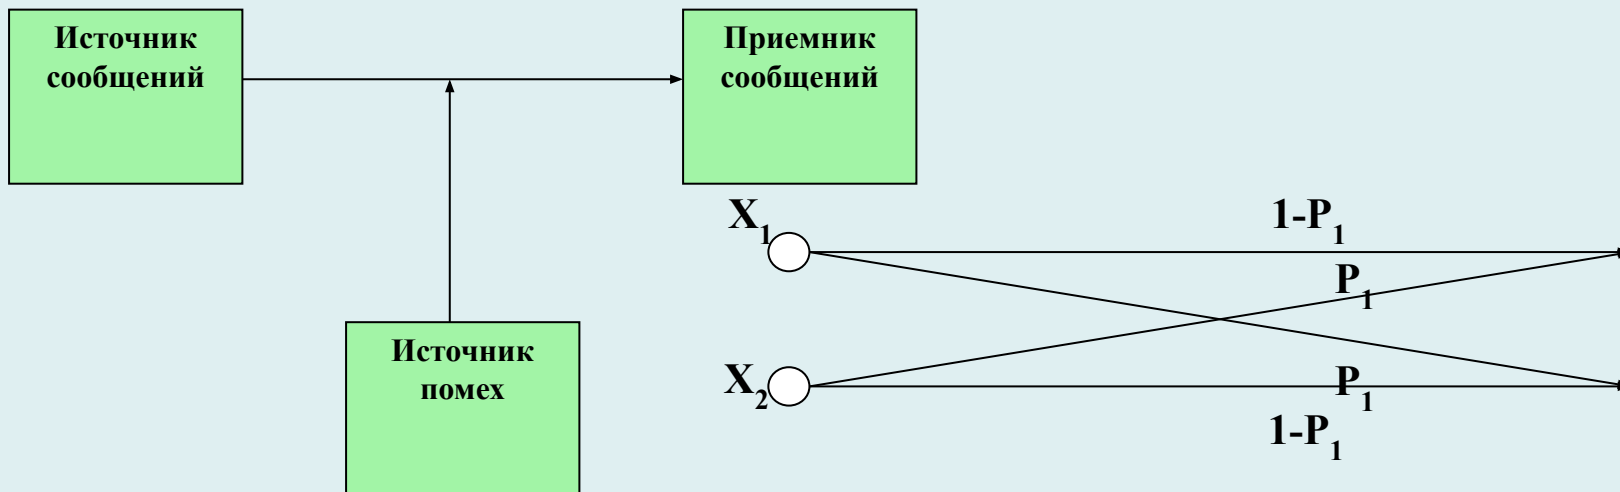 Источник
сообщений
Приемник
сообщений
Источник
помех
X₁
1-P₁
P₁
X₂
P₁
1-P₁